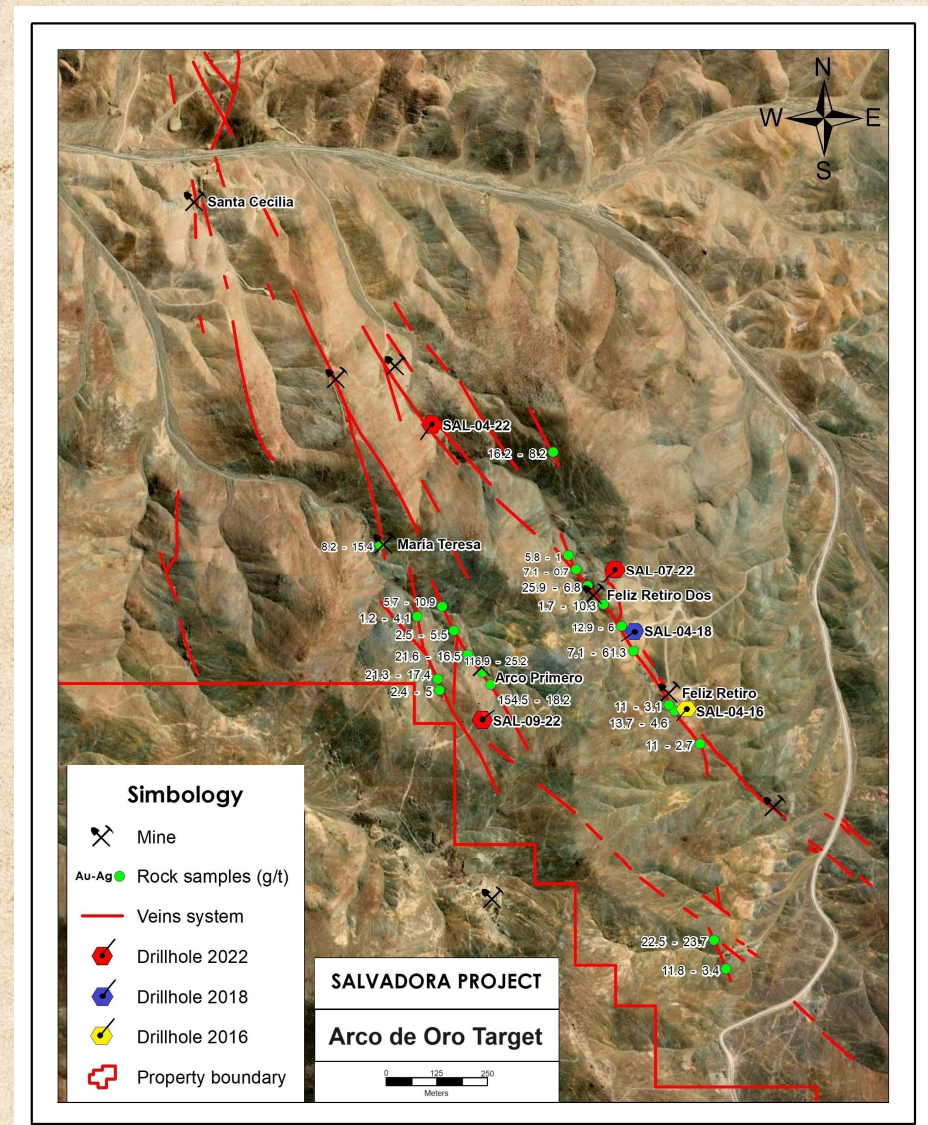 N
W E
S
Santa Cecilia
SAL-04-22
16.2 - 8.2
8.2 - 15.4
María Teresa
5.8 - 1
7.1 - 0.7
SAL-07-22
25.9 - 6.8
Feliz Retiro Dos
1.7 - 10.3
5.7 - 10.9
1.2 - 4.1
12.9 - 6
SAL-04-18
2.5 - 5.5
7.1 - 61.3
21.6 - 16.5
116.9 - 25.2
21.3 - 17.4
Arco Primero
2.4 - 5
154.5 - 18.2
Feliz Retiro
11 - 3.1
SAL-04-16
SAL-09-22
13.7 - 4.6
11 - 2.7
22.5 - 23.7
11.8 - 3.4
Simbology
Mine
Au-Ag Rock samples (g/t)
Veins system
Drillhole 2022
Drillhole 2018
Drillhole 2016
Property boundary
SALVADORA PROJECT
Arco de Oro Target
0 125 250
Meters